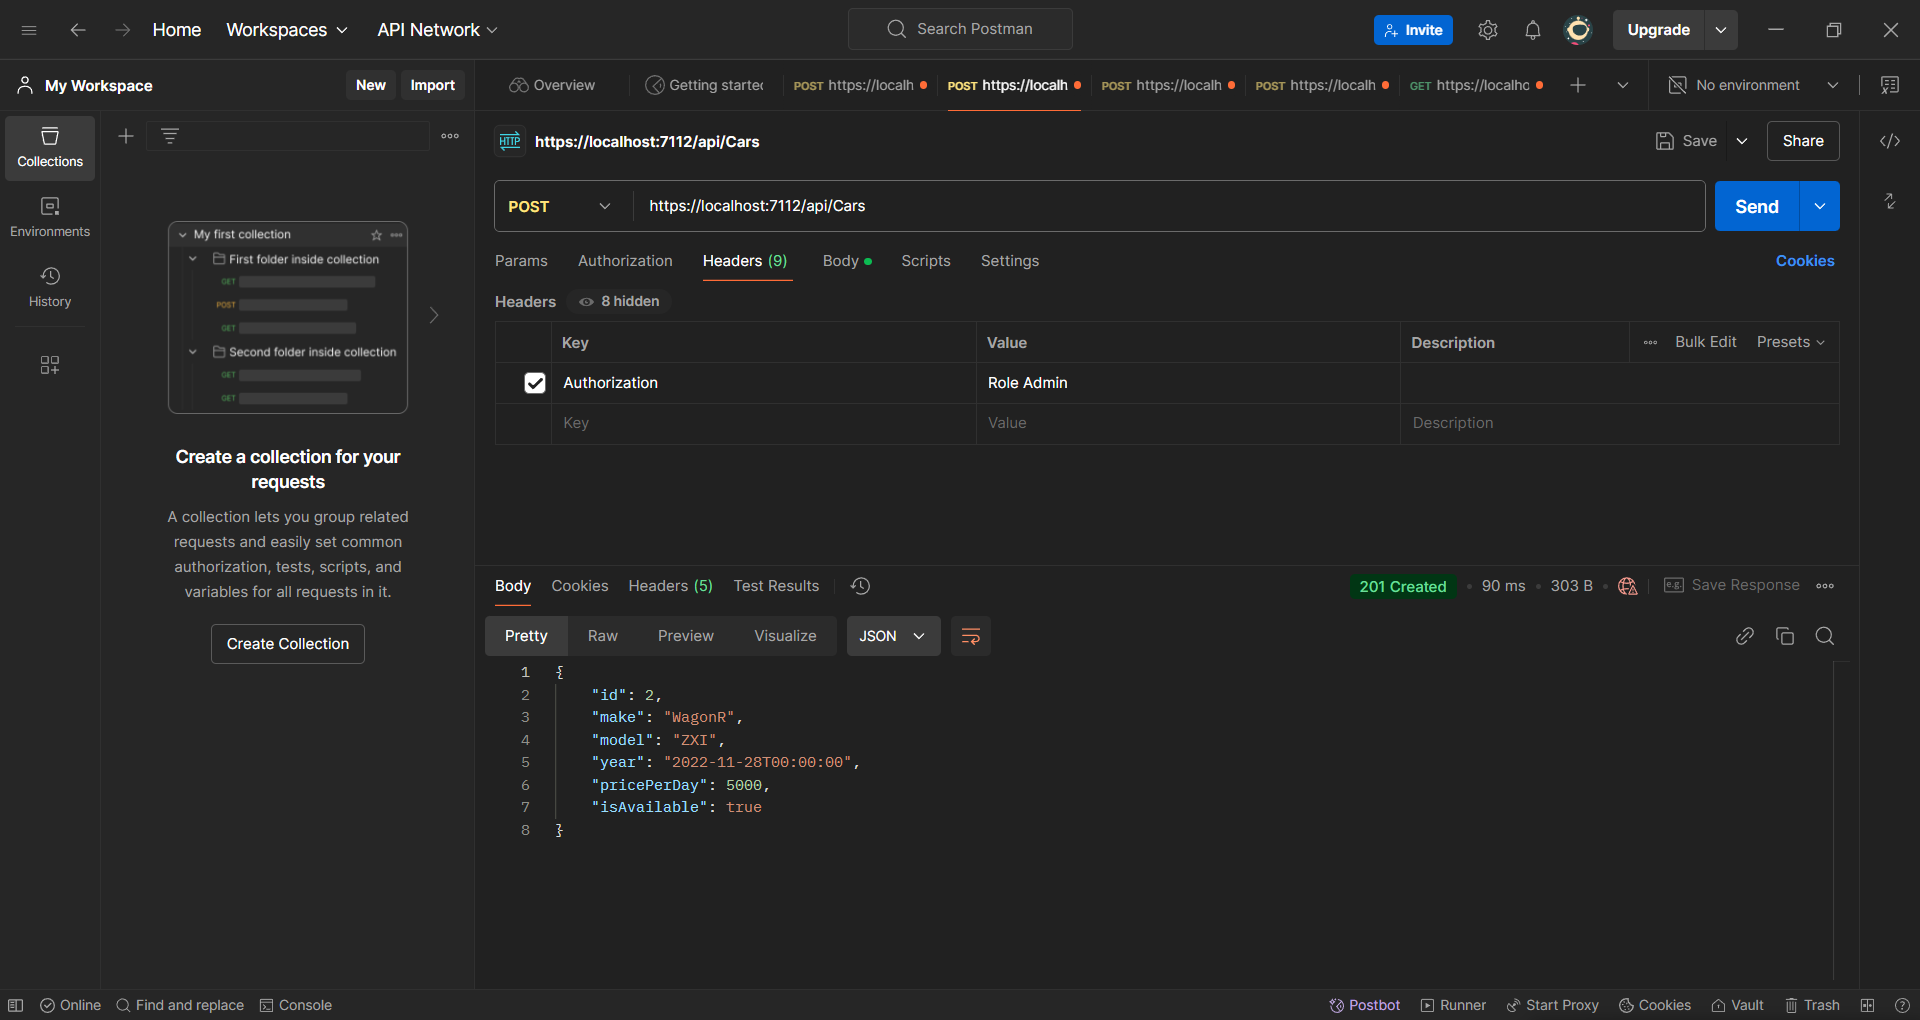 Home
Workspaces
API Network
Search Postman
Invite
Upgrade
My Workspace
New
Import
Overview
Getting started
POST https://localh
POST https://localh
POST https://localh
POST https://localh
GET https://localhc
No environment
Collections
Environments
History
My first collection
First folder inside collection
GET
POST
GET
Second folder inside collection
GET
GET
Create a collection for your
requests
A collection lets you group related
requests and easily set common
authorization, tests, scripts, and
variables for all requests in it.
Create Collection
HTTP
https://localhost:7112/api/Cars
Save
Share
POST
https://localhost:7112/api/Cars
Send
Params
Authorization
Headers (9)
Body
Scripts
Settings
Cookies
Headers
8 hidden
Key
Value
Description
Bulk Edit
Presets
Authorization
Role Admin
Key
Value
Description
Body
Cookies
Headers (5)
Test Results
201 Created
90 ms
303 B
e.g.
Save Response
Pretty
Raw
Preview
Visualize
JSON
1 {
2 "id": 2,
3 "make": "WagonR",
4 "model": "ZXI",
5 "year": "2022-11-28T00:00:00",
6 "pricePerDay": 5000,
7 "isAvailable": true
8 }
Online
Find and replace
Console
Postbot
Runner
Start Proxy
Cookies
Vault
Trash